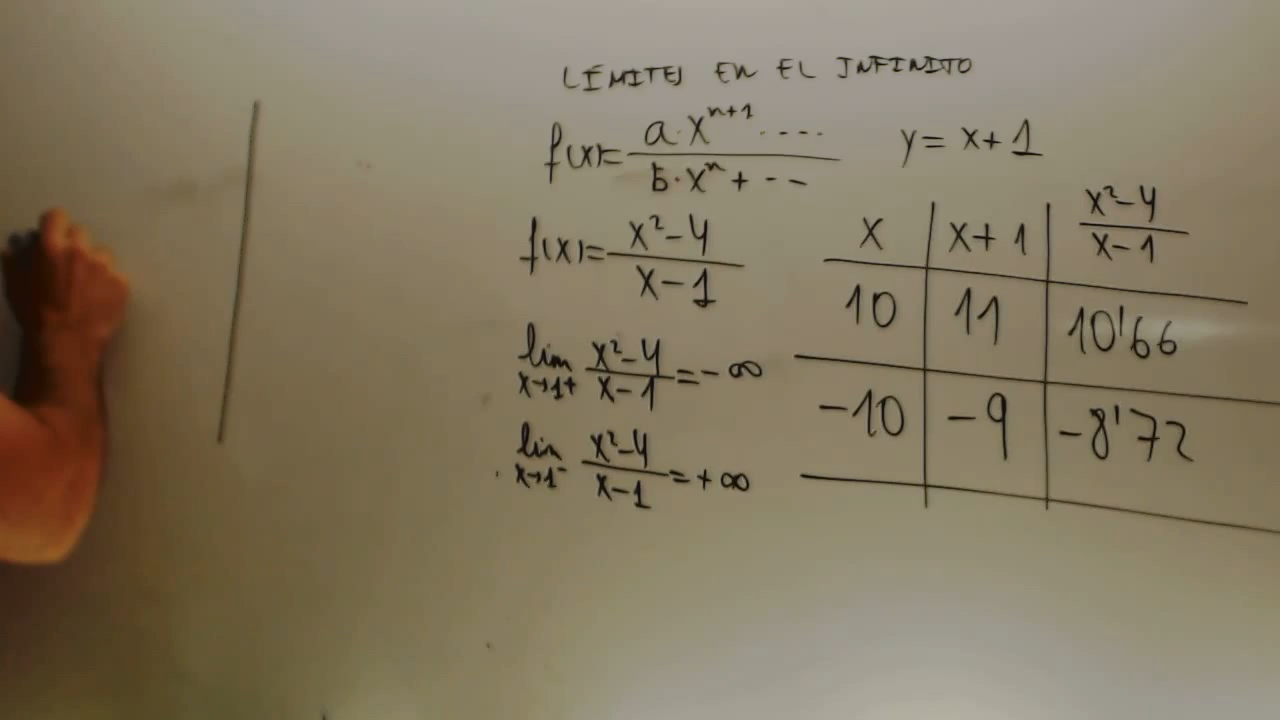 LÍMITES EN EL INFINITO
f(x)= a·x^(n+1) ···· / b·x^n + ---
y = x+1
f(x)= x²-4 / x-1
lim x→1+ x²-4 / x-1 = -∞
lim x→1- x²-4 / x-1 = +∞
x | x+1 | x²-4 / x-1
10 | 11 | 10'66
-10 | -9 | -8'72